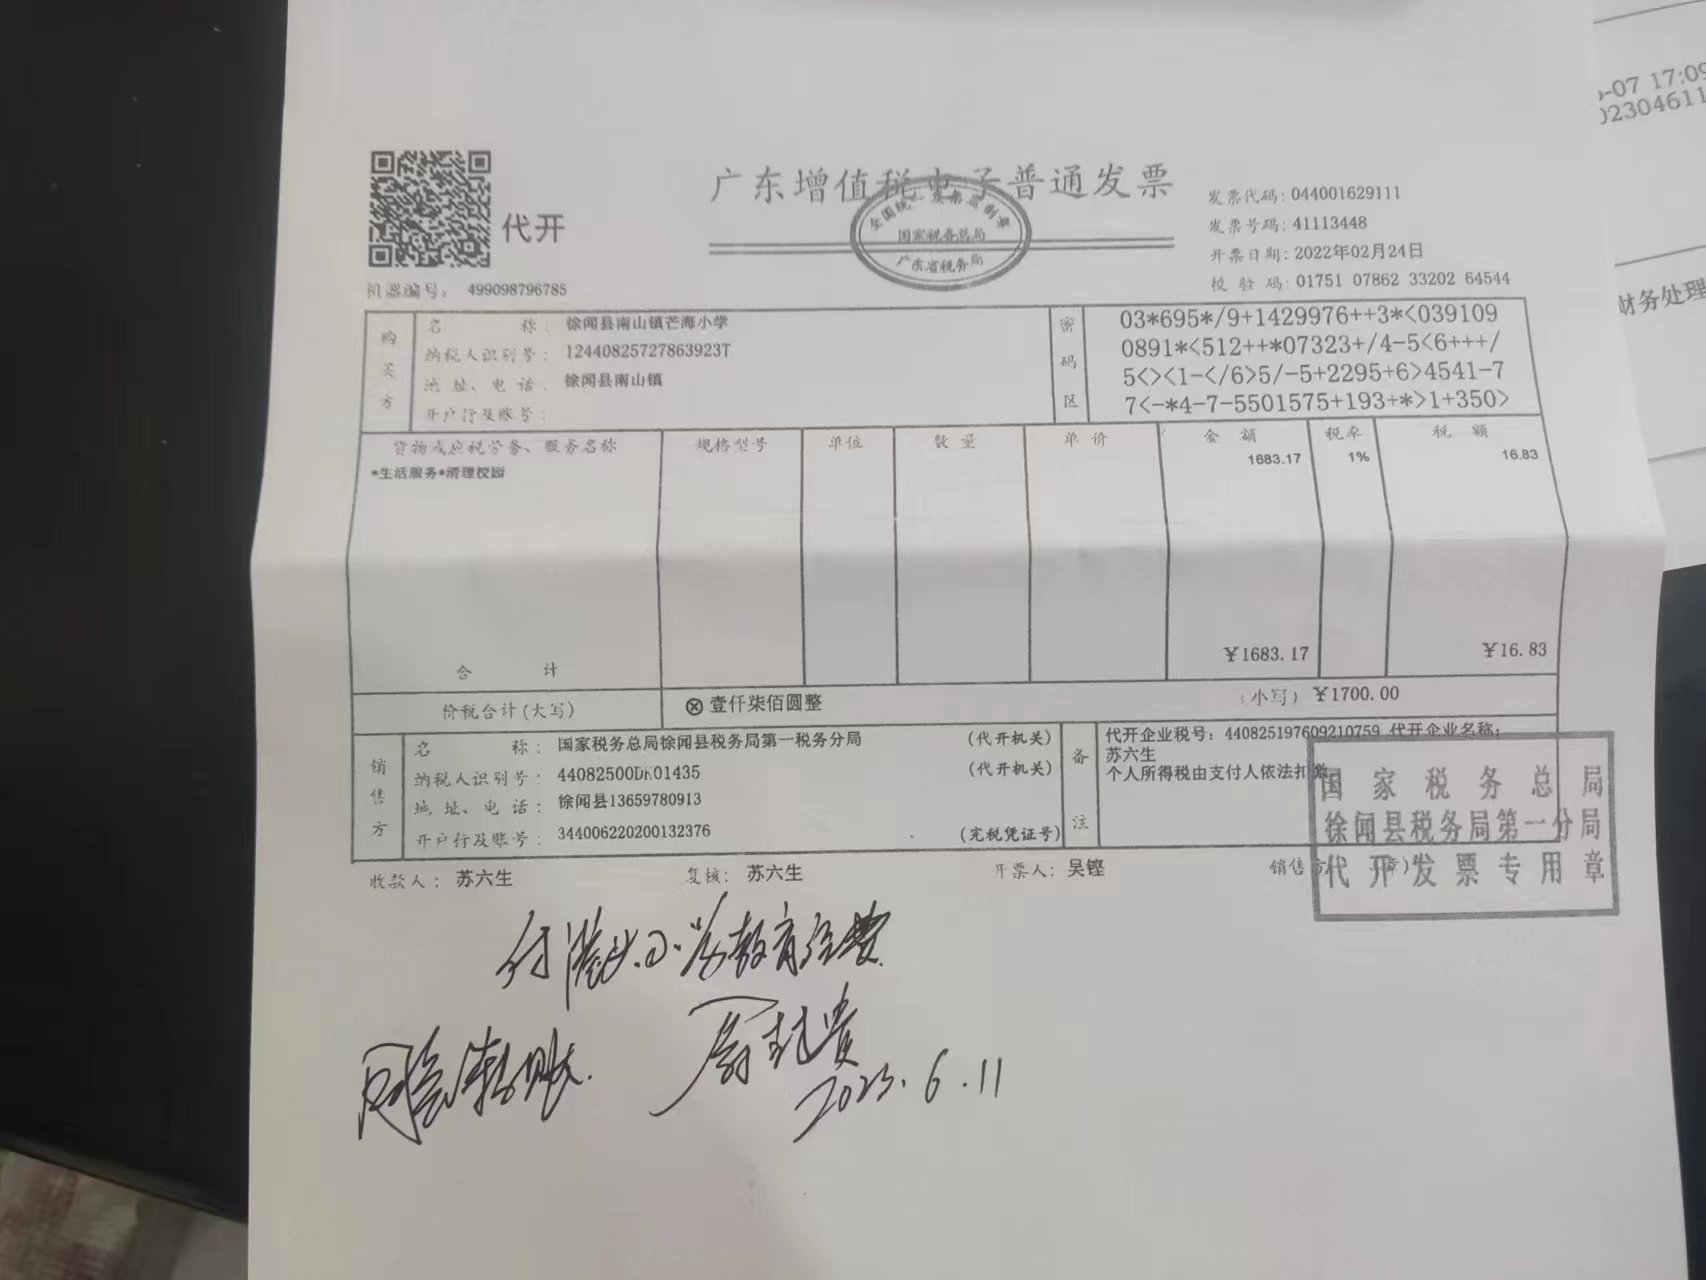 -07 17:09
02304611
财务处理
代开
广东增值税电子普通发票
全国统一发票监制章
国家税务总局
广东省税务局
发票代码: 044001629111
发票号码: 41113448
开票日期: 2022年02月24日
校 验 码: 01751 07862 33202 64544
机器编号: 499098796785
购买方
名 称: 徐闻县南山镇芒海小学
纳税人识别号: 12440825727863923T
地 址、电 话: 徐闻县南山镇
开户行及账号:
密码区
03*695*/9+1429976++3*<039109
0891*<512++*07323+/4-5<6+++/
5<><1-</6>5/-5+2295+6>4541-7
7<-*4-7-5501575+193+*>1+350>
货物或应税劳务、服务名称 规格型号 单位 数量 单价 金额 税率 税额
*生活服务*清理校园 1683.17 1% 16.83
合 计 ¥1683.17 ¥16.83
价税合计(大写) ⊗壹仟柒佰圆整 (小写) ¥1700.00
销售方
名 称: 国家税务总局徐闻县税务局第一税务分局 (代开机关)
纳税人识别号: 44082500DK01435 (代开机关)
地 址、电 话: 徐闻县13659780913
开户行及账号: 344006220200132376 (完税凭证号)
备注
代开企业税号: 440825197609210759 代开企业名称:
苏六生
个人所得税由支付人依法扣缴
国家税务总局
徐闻县税务局第一分局
代开发票专用章
收款人: 苏六生 复核: 苏六生 开票人: 吴铿 销售方(章)
小学教育经费
同意转账.
2023.6.11